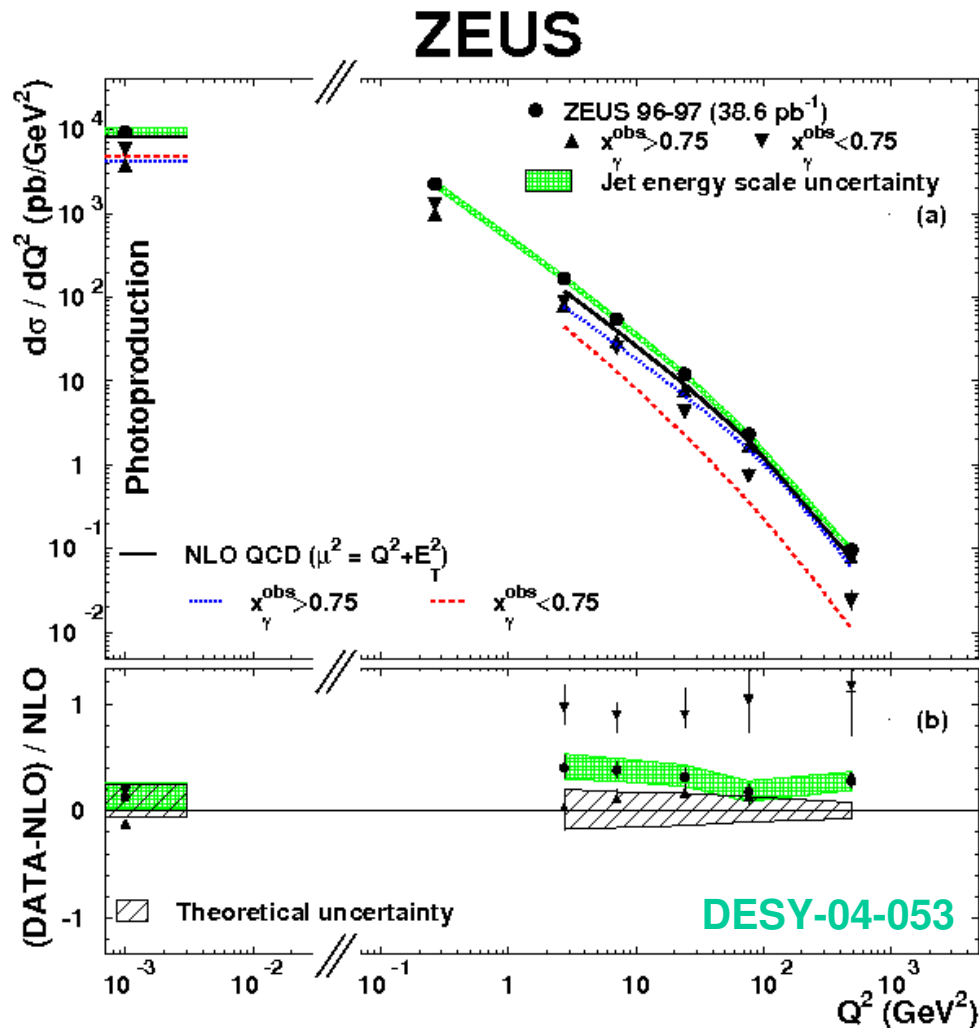 ZEUS
dσ / dQ² (pb/GeV²)
10⁴
10³
10²
10
1
10⁻¹
10⁻²
● ZEUS 96-97 (38.6 pb⁻¹)
▲ x_γ^obs>0.75 ▼ x_γ^obs<0.75
Jet energy scale uncertainty
(a)
Photoproduction
NLO QCD (μ² = Q²+E_T²)
x_γ^obs>0.75 x_γ^obs<0.75
(DATA-NLO) / NLO
1
0
-1
(b)
Theoretical uncertainty
DESY-04-053
10⁻³ 10⁻¹ 1 10 10² 10³
Q² (GeV²)